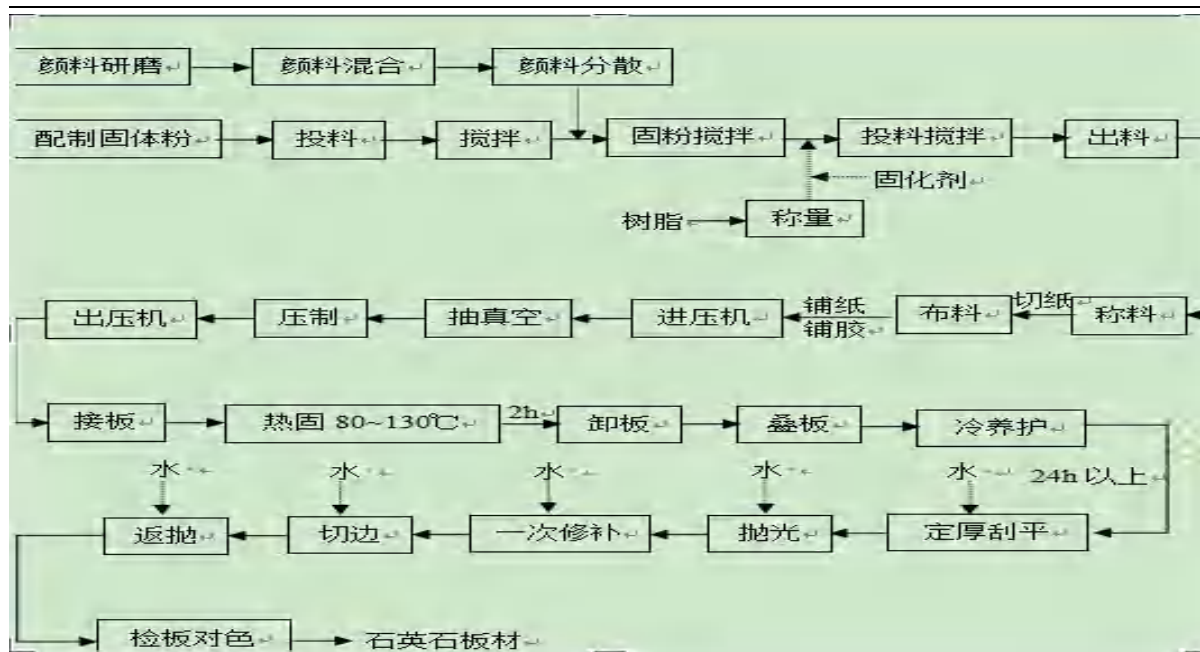 颜料研磨 颜料混合 颜料分散
配制固体粉 投料 搅拌 固粉搅拌 投料搅拌 出料
固化剂
树脂 称量
出压机 压制 抽真空 进压机 铺纸 布料 切纸 称料
铺胶
接板 热固 80~130℃ 2h 卸板 叠板 冷养护
水 水 水 水 水 24h 以上
返抛 切边 一次修补 抛光 定厚刮平
检板对色 石英石板材